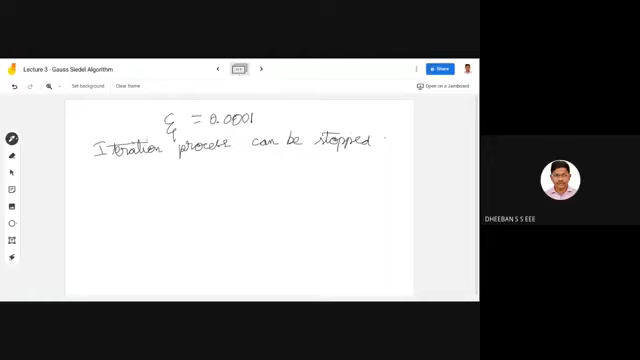 Lecture 3 - Gauss Siedel Algorithm
Share
Set background
Clear frame
Open on a Jamboard
= 0.0001
Iteration process can be stopped.
DHEEBAN S S EEE